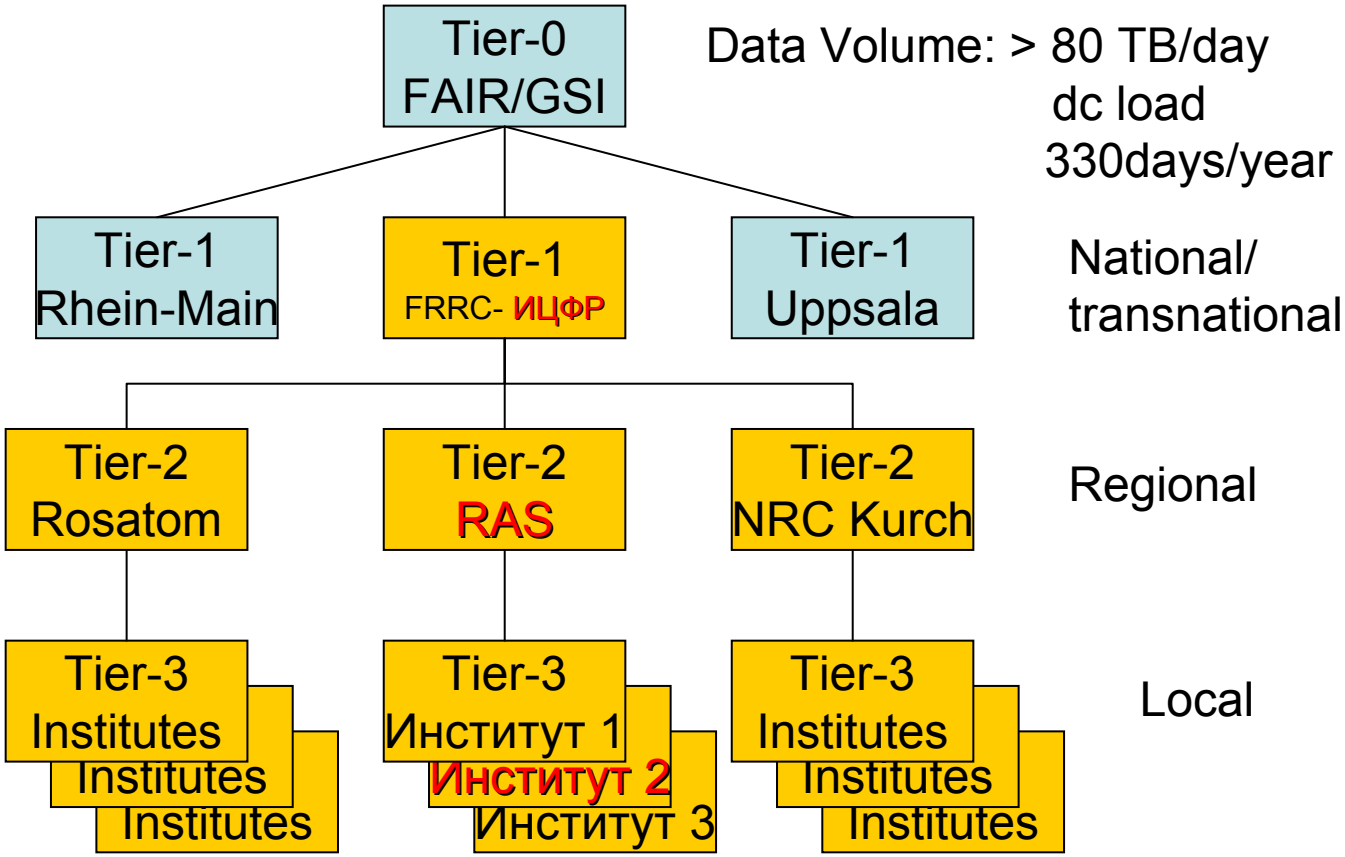 Tier-0
FAIR/GSI
Data Volume: > 80 TB/day
dc load
330days/year
Tier-1
Rhein-Main
Tier-1
FRRC- ИЦФР
Tier-1
Uppsala
National/
transnational
Tier-2
Rosatom
Tier-2
RAS
Tier-2
NRC Kurch
Regional
Tier-3
Institutes
Institutes
Institutes
Tier-3
Институт 1
Институт 2
Институт 3
Tier-3
Institutes
Institutes
Institutes
Local